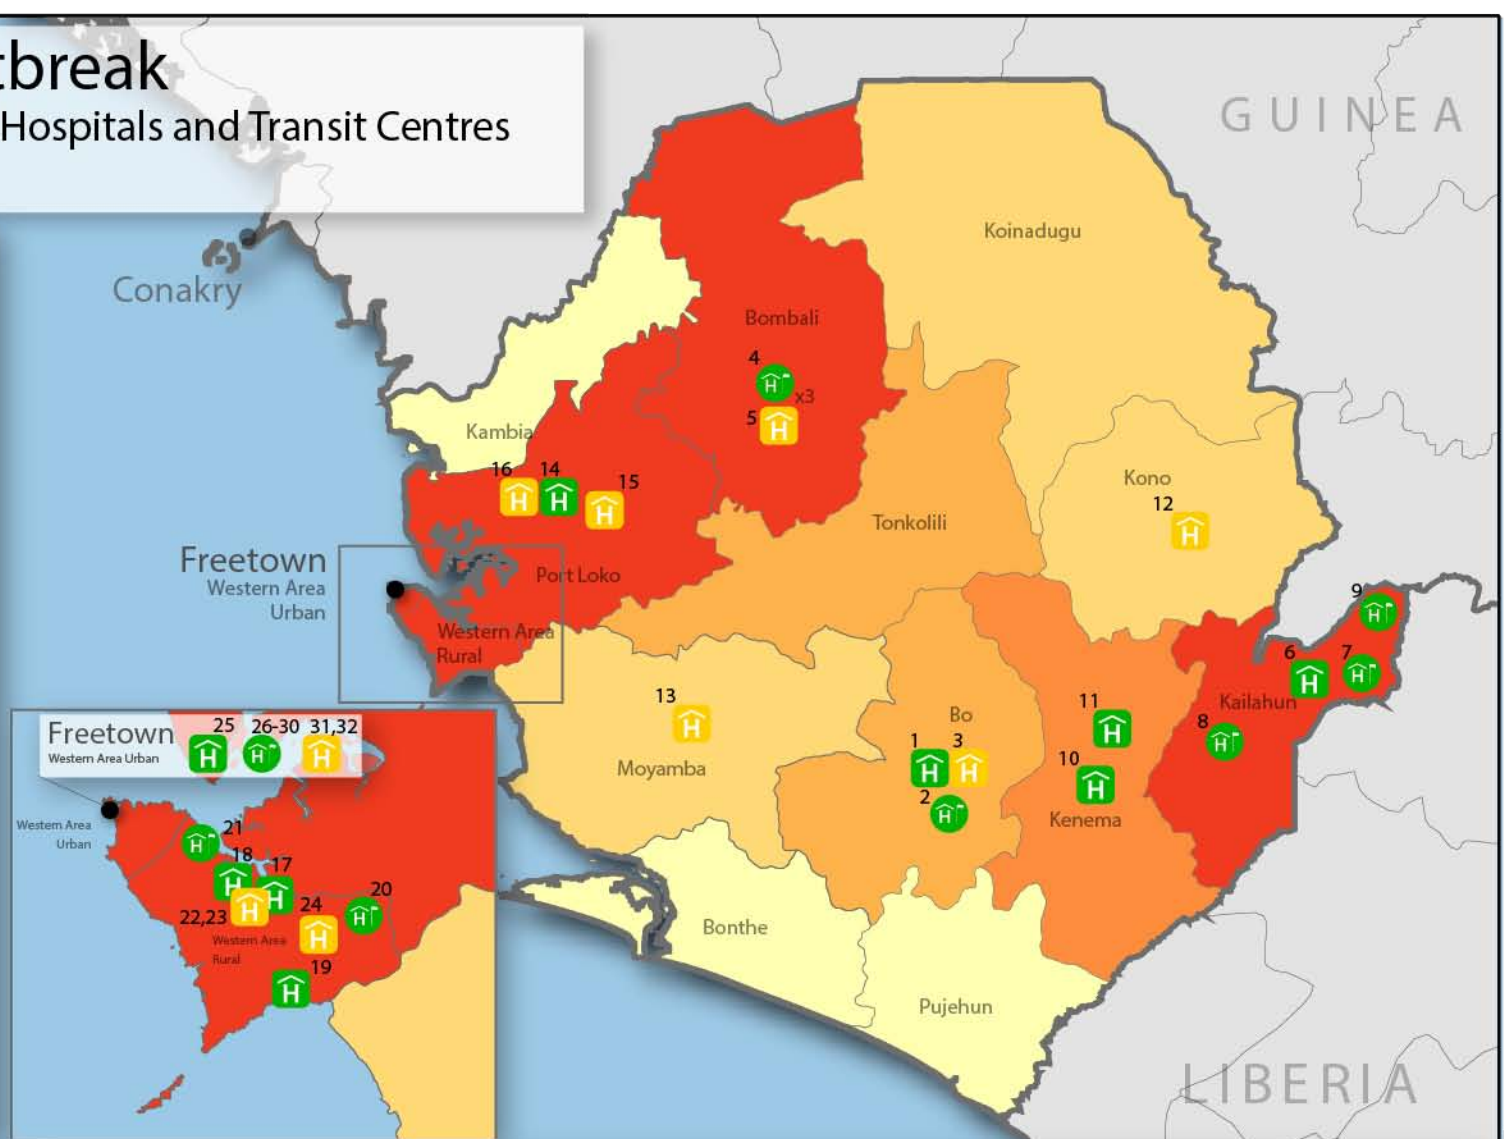 tbreak
Hospitals and Transit Centres
GUINEA
Conakry
Koinadugu
Bombali
4
H
x3
5
H
Kambia
16
14
15
H
H
H
Kono
12
H
Tonkolili
Freetown
Western Area
Urban
Port Loko
Western Area
Rural
9
H
6
7
H
H
Kailahun
8
H
13
H
Moyamba
11
H
Bo
1
3
H
H
2
H
10
H
Kenema
Bonthe
Pujehun
LIBERIA
Freetown
Western Area Urban
25
26-30
31,32
H
H
H
Western Area
Urban
21
H
18
17
H
H
22,23
H
24
H
20
H
Western Area
Rural
19
H